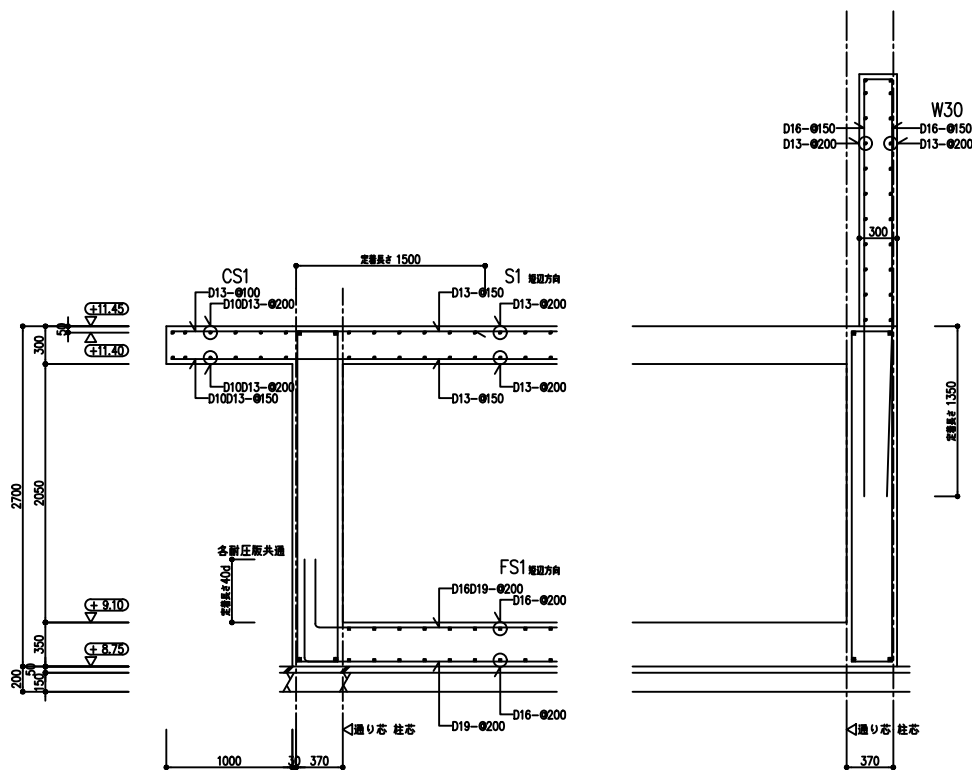 W30
D16-@150
D16-@150
D13-@200
D13-@200
300
定着長さ 1500
CS1
S1 短辺方向
D13-@100
D10D13-@200
D13-@150
D13-@200
+11.45
50
+11.40
300
D10D13-@200
D10D13-@150
D13-@200
D13-@150
定着長さ 1350
2700
2050
各耐圧版共通
定着長さ40d
FS1 短辺方向
D16D19-@200
D16-@200
+ 9.10
350
+ 8.75
50
200
150
D16-@200
D19-@200
通り芯 柱芯
通り芯 柱芯
1000
30
370
370